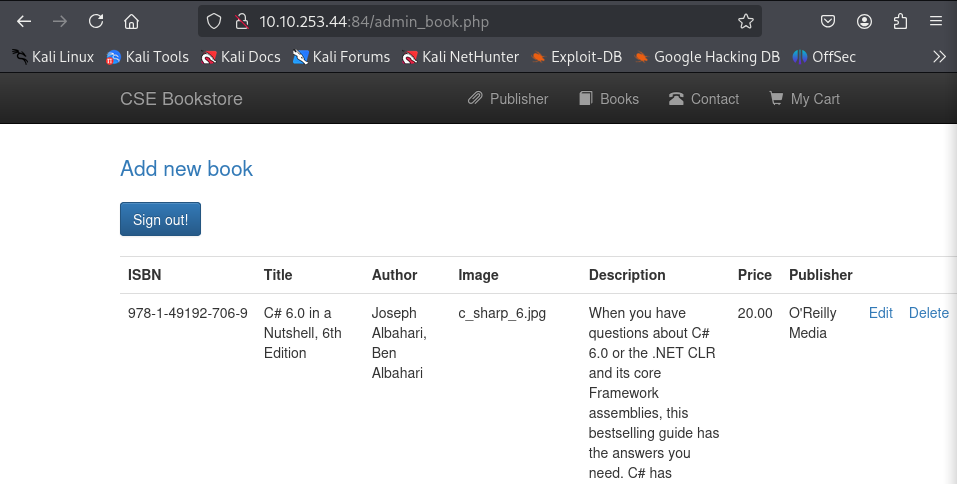 10.10.253.44:84/admin_book.php
Kali Linux Kali Tools Kali Docs Kali Forums Kali NetHunter Exploit-DB Google Hacking DB OffSec
CSE Bookstore Publisher Books Contact My Cart
Add new book
Sign out!
ISBN Title Author Image Description Price Publisher
978-1-49192-706-9 C# 6.0 in a Joseph c_sharp_6.jpg When you have 20.00 O'Reilly Edit Delete
Nutshell, 6th Albahari, questions about C# Media
Edition Ben 6.0 or the .NET CLR
Albahari and its core
Framework
assemblies, this
bestselling guide has
the answers you
need. C# has